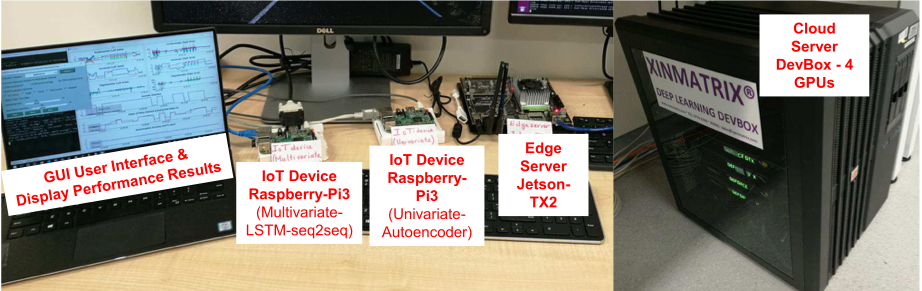 GUI User Interface &
Display Performance Results
DELL
IoT device
(Multivariate
IoT device
(Univariate)
Edge server
IoT Device
Raspberry-Pi3
(Multivariate-
LSTM-seq2seq)
IoT Device
Raspberry-
Pi3
(Univariate-
Autoencoder)
Edge
Server
Jetson-
TX2
Cloud
Server
DevBox - 4
GPUs
XINMATRIX®
DEEP LEARNING DEVBOX